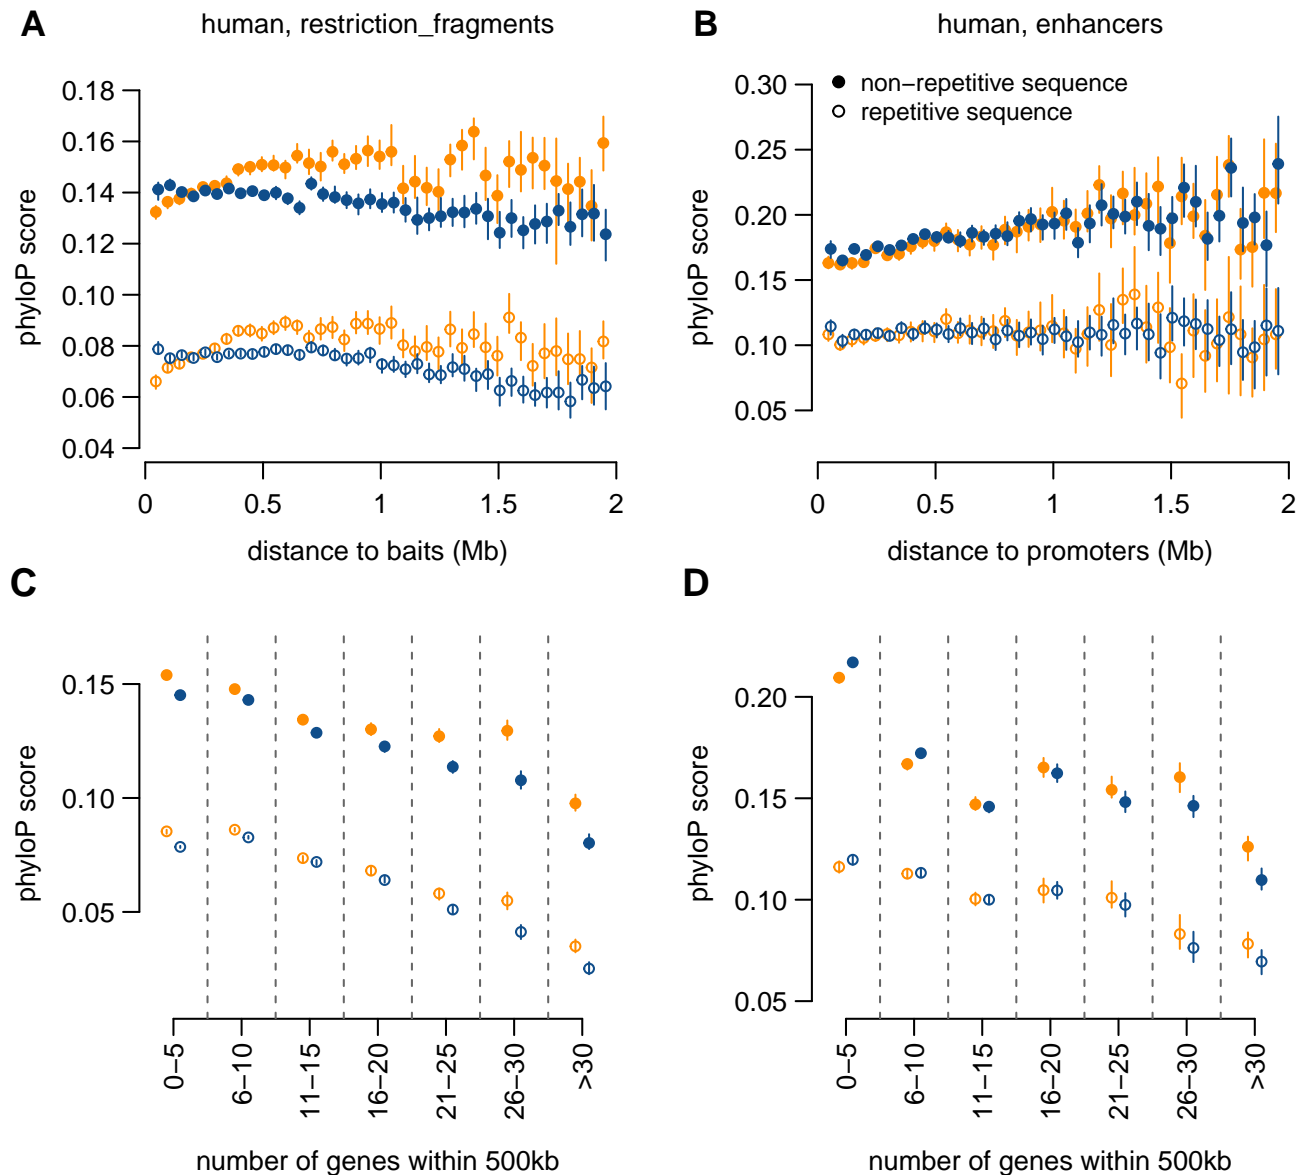 A
human, restriction_fragments
phyloP score
0.18
0.16
0.14
0.12
0.10
0.08
0.06
0.04
0
0.5
1
1.5
2
distance to baits (Mb)
B
human, enhancers
non−repetitive sequence
repetitive sequence
phyloP score
0.30
0.25
0.20
0.15
0.10
0.05
0
0.5
1
1.5
2
distance to promoters (Mb)
C
phyloP score
0.15
0.10
0.05
0−5
6−10
11−15
16−20
21−25
26−30
>30
number of genes within 500kb
D
phyloP score
0.20
0.15
0.10
0.05
0−5
6−10
11−15
16−20
21−25
26−30
>30
number of genes within 500kb